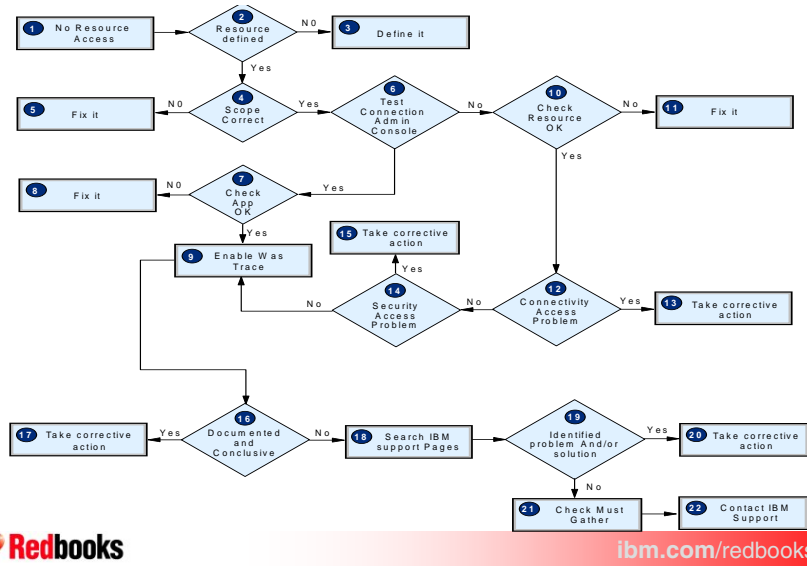 1 No Resource
Access
2
Resource
defined
N0
3 Define it
Yes
4
Scope
Correct
N0
5 Fix it
Yes
6
Test
Connection
Admin
Console
No
10
Check
Resource
OK
No
11 Fix it
Yes
Yes
7
Check
App
OK
N0
8 Fix it
Yes
9 Enable Was
Trace
15 Take corrective
action
Yes
14
Security
Access
Problem
No
No
12
Connectivity
Access
Problem
Yes
13 Take corrective
action
16
Documented
and
Conclusive
Yes
17 Take corrective
action
No
18 Search IBM
support Pages
19
Identified
problem And/or
solution
Yes
20 Take corrective
action
No
21 Check Must
Gather
22 Contact IBM
Support
Redbooks
ibm.com/redbooks